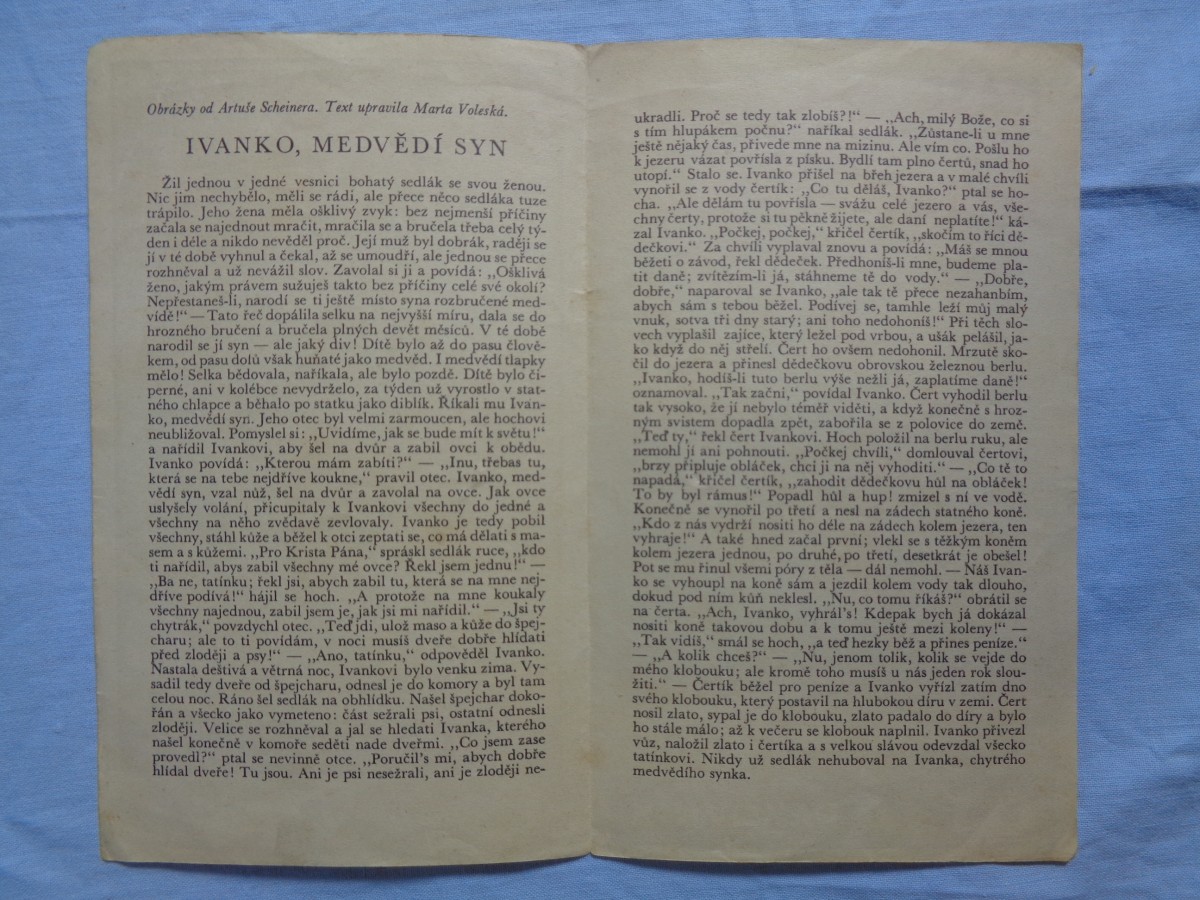 Obrázky od Artuše Scheinera. Text upravila Marta Voleská.
IVANKO, MEDVĚDÍ SYN
Žil jednou v jedné vesnici bohatý sedlák se svou ženou.
Nic jim nechybělo, měli se rádi, ale přece něco sedláka tuze
trápilo. Jeho žena měla ošklivý zvyk: bez nejmenší příčiny
začala se najednout mračit, mračila se a bručela třeba celý tý-
den i déle a nikdo nevěděl proč. Její muž byl dobrák, raději se
jí v té době vyhnul a čekal, až se umoudří, ale jednou se přece
rozhněval a už nevážil slov. Zavolal si ji a povídá: „Ošklivá
ženo, jakým právem sužuješ takto bez příčiny celé své okolí?
Nepřestaneš-li, narodí se ti ještě místo syna rozbručené med-
vídě!“ — Tato řeč dopálila selku na nejvyšší míru, dala se do
hrozného bručení a bručela plných devět měsíců. V té době
narodil se jí syn — ale jaký div! Dítě bylo až do pasu člově-
kem, od pasu dolů však huňaté jako medvěd. I medvědí tlapky
mělo! Selka bědovala, naříkala, ale bylo pozdě. Dítě bylo či-
perné, ani v kolébce nevydrželo, za týden už vyrostlo v stat-
ného chlapce a běhalo po statku jako diblík. Říkali mu Ivan-
ko, medvědí syn. Jeho otec byl velmi zarmoucen, ale hochovi
neubližoval. Pomyslel si: „Uvidíme, jak se bude mít k světu!“
a nařídil Ivankovi, aby šel na dvůr a zabil ovci k obědu.
Ivanko povídá: „Kterou mám zabíti?“ — „Inu, třebas tu,
která se na tebe nejdříve koukne,“ pravil otec. Ivanko, med-
vědí syn, vzal nůž, šel na dvůr a zavolal na ovce. Jak ovce
uslyšely volání, přicupitaly k Ivankovi všechny do jedné a
všechny na něho zvědavě zevlovaly. Ivanko je tedy pobil
všechny, stáhl kůže a běžel k otci zeptati se, co má dělati s ma-
sem a s kůžemi. „Pro Krista Pána,“ spráskl sedlák ruce, „kdo
ti nařídil, abys zabil všechny mé ovce? Řekl jsem jednu!“ —
„Ba ne, tatínku; řekl jsi, abych zabil tu, která se na mne nej-
dříve podívá!“ hájil se hoch. „A protože na mne koukaly
všechny najednou, zabil jsem je, jak jsi mi nařídil.“ — „Jsi ty
chytrák,“ povzdychl otec. „Teď jdi, ulož maso a kůže do špej-
charu; ale to ti povídám, v noci musíš dveře dobře hlídati
před zloději a psy!“ — „Ano, tatínku,“ odpověděl Ivanko.
Nastala deštivá a větrná noc, Ivankovi bylo venku zima. Vy-
sadil tedy dveře od špejcharu, odnesl je do komory a byl tam
celou noc. Ráno šel sedlák na obhlídku. Našel špejchar doko-
řán a všecko jako vymeteno: část sežrali psi, ostatní odnesli
zloději. Velice se rozhněval a jal se hledati Ivanka, kterého
našel konečně v komoře seděti nade dveřmi. „Co jsem zase
provedl?“ ptal se nevinně otce. „Poručil's mi, abych dobře
hlídal dveře! Tu jsou. Ani je psi nesežrali, ani je zloději ne-
ukradli. Proč se tedy tak zlobíš?!“ — „Ach, milý Bože, co si
s tím hlupákem počnu?“ naříkal sedlák. „Zůstane-li u mne
ještě nějaký čas, přivede mne na mizinu. Ale vím co. Pošlu ho
k jezeru vázat povřísla z písku. Bydlí tam plno čertů, snad ho
utopí.“ Stalo se. Ivanko přišel na břeh jezera a v malé chvíli
vynořil se z vody čertík: „Co tu děláš, Ivanko?“ ptal se ho-
cha. „Ale dělám tu povřísla — svážu celé jezero a vás, vše-
chny čerty, protože si tu pěkně žijete, ale daní neplatíte!“ ká-
zal Ivanko. „Počkej, počkej,“ křičel čertík, „skočím to říci dě-
dečkovi.“ Za chvíli vyplaval znovu a povídá: „Máš se mnou
běžeti o závod, řekl dědeček. Předhoníš-li mne, budeme pla-
tit daně; zvítězím-li já, stáhneme tě do vody.“ — „Dobře,
dobře,“ naparoval se Ivanko, „ale tak tě přece nezahanbím,
abych sám s tebou běžel. Podívej se, tamhle leží můj malý
vnuk, sotva tři dny starý; ani toho nedohoníš!“ Při těch slo-
vech vyplašil zajíce, který ležel pod vrbou, a ušák pelášil, ja-
ko když do něj střelí. Čert ho ovšem nedohonil. Mrzutě sko-
čil do jezera a přinesl dědečkovu obrovskou železnou berlu.
„Ivanko, hodíš-li tuto berlu výše nežli já, zaplatíme daně!“
oznamoval. „Tak začni,“ povídal Ivanko. Čert vyhodil berlu
tak vysoko, že jí nebylo téměř viděti, a když konečně s hroz-
ným svistem dopadla zpět, zabořila se z polovice do země.
„Teď ty,“ řekl čert Ivankovi. Hoch položil na berlu ruku, ale
nemohl jí ani pohnouti. „Počkej chvíli,“ domlouval čertovi,
„brzy připluje obláček, chci ji na něj vyhoditi.“ — „Co tě to
napadá,“ křičel čertík, „zahodit dědečkovu hůl na obláček!
To by byl rámus!“ Popadl hůl a hup! zmizel s ní ve vodě.
Konečně se vynořil po třetí a nesl na zádech statného koně.
„Kdo z nás vydrží nositi ho déle na zádech kolem jezera, ten
vyhraje!“ A také hned začal první; vlekl se s těžkým koněm
kolem jezera jednou, po druhé, po třetí, desetkrát je obešel!
Pot se mu řinul všemi póry z těla — dál nemohl. — Náš Ivan-
ko se vyhoupl na koně sám a jezdil kolem vody tak dlouho,
dokud pod ním kůň neklesl. „Nu, co tomu říkáš?“ obrátil se
na čerta. „Ach, Ivanko, vyhrál's! Kdepak bych já dokázal
nositi koně takovou dobu a k tomu ještě mezi koleny!“ —
„Tak vidíš,“ smál se hoch, „a teď hezky běž a přines peníze.“
— „A kolik chceš?“ — „Nu, jenom tolik, kolik se vejde do
mého klobouku; ale kromě toho musíš u nás jeden rok slou-
žiti.“ — Čertík běžel pro peníze a Ivanko vyřízl zatím dno
svého klobouku, který postavil na hlubokou díru v zemi. Čert
nosil zlato, sypal je do klobouku, zlato padalo do díry a bylo
ho stále málo; až k večeru se klobouk naplnil. Ivanko přivezl
vůz, naložil zlato i čertíka a s velkou slávou odevzdal všecko
tatínkovi. Nikdy už sedlák nehuboval na Ivanka, chytrého
medvědího synka.